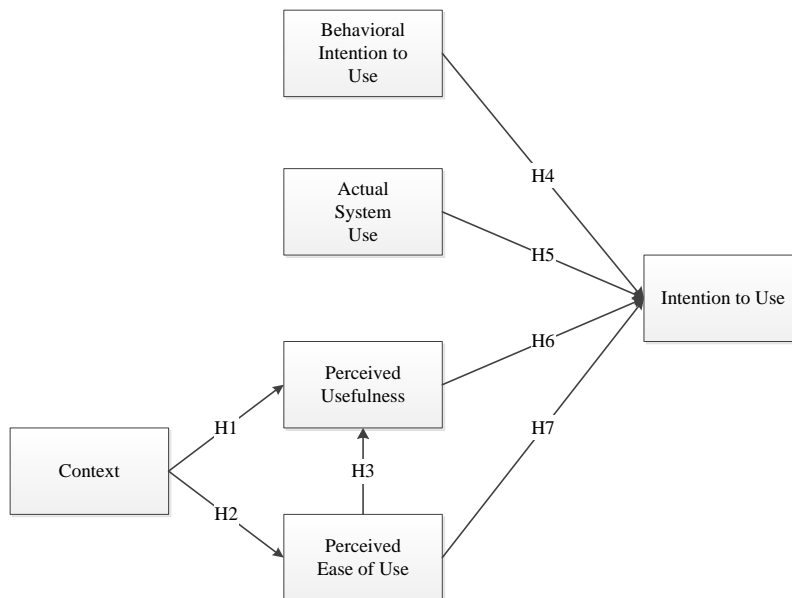 Behavioral
Intention to
Use
H4
Actual
System
Use
H5
Intention to Use
H6
Perceived
Usefulness
H1
H7
Context
H3
H2
Perceived
Ease of Use